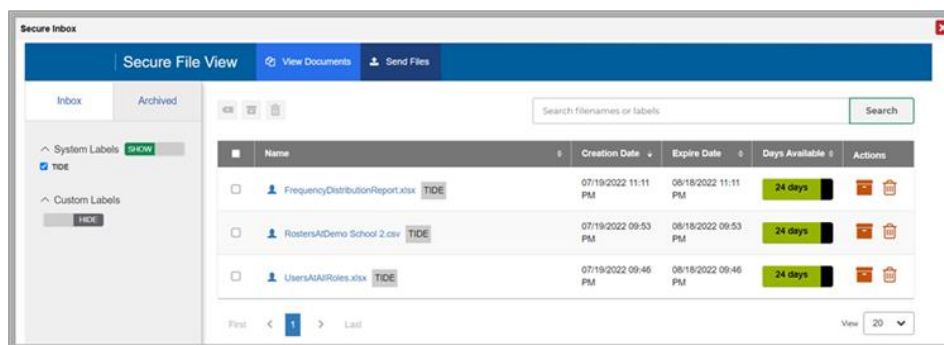 Secure Inbox
Secure File View View Documents Send Files
Inbox Archived
Search filenames or labels Search
System Labels SHOW
TIDE
Custom Labels
HIDE
Name Creation Date Expire Date Days Available Actions
FrequencyDistributionReport.xlsx TIDE 07/19/2022 11:11 PM 08/18/2022 11:11 PM 24 days
RostersAtDemo School 2.csv TIDE 07/19/2022 09:53 PM 08/18/2022 09:53 PM 24 days
UsersAtAllRoles.xlsx TIDE 07/19/2022 09:46 PM 08/18/2022 09:46 PM 24 days
First 1 Last View 20